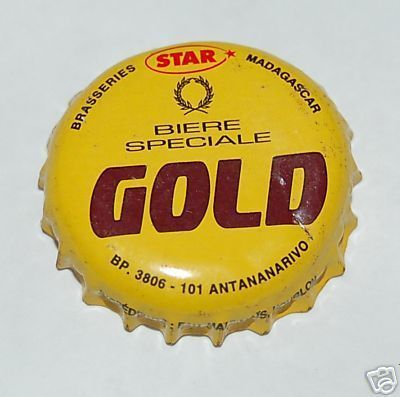 BRASSERIES STAR MADAGASCAR
BIERE
SPECIALE
GOLD
BP. 3806 - 101 ANTANANARIVO